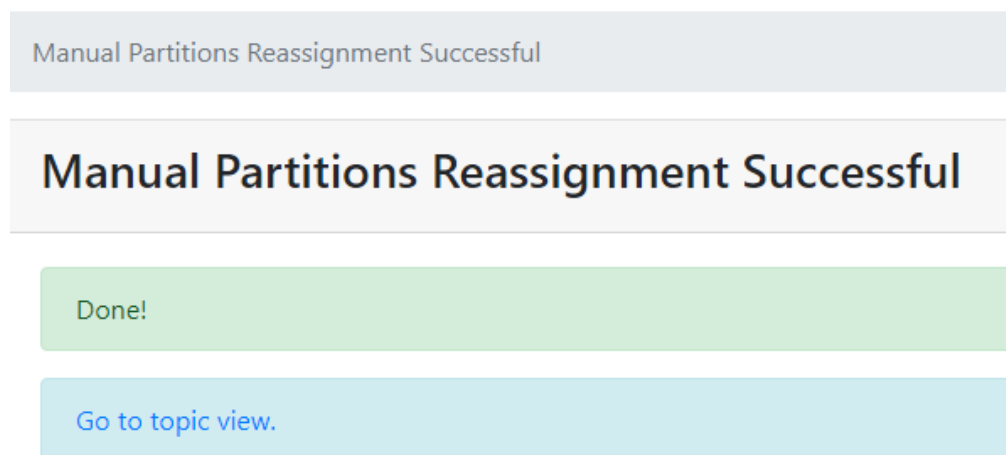 Manual Partitions Reassignment Successful
Manual Partitions Reassignment Successful
Done!
Go to topic view.